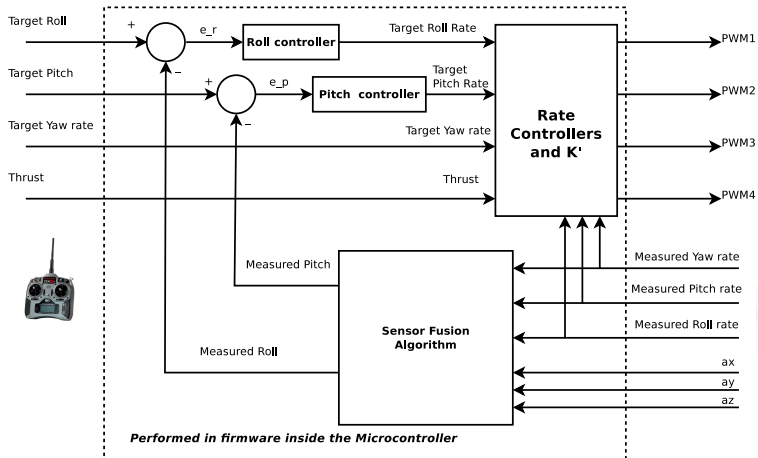 Target Roll
+
e_r
Roll controller
Target Roll Rate
PWM1
−
Target Pitch
+
e_p
Pitch controller
Target
Pitch Rate
PWM2
−
Rate
Controllers
and K'
Target Yaw rate
Target Yaw rate
PWM3
Thrust
Thrust
PWM4
Measured Yaw rate
Measured Pitch
Measured Pitch rate
Sensor Fusion
Algorithm
Measured Roll rate
Measured Roll
ax
ay
az
Performed in firmware inside the Microcontroller